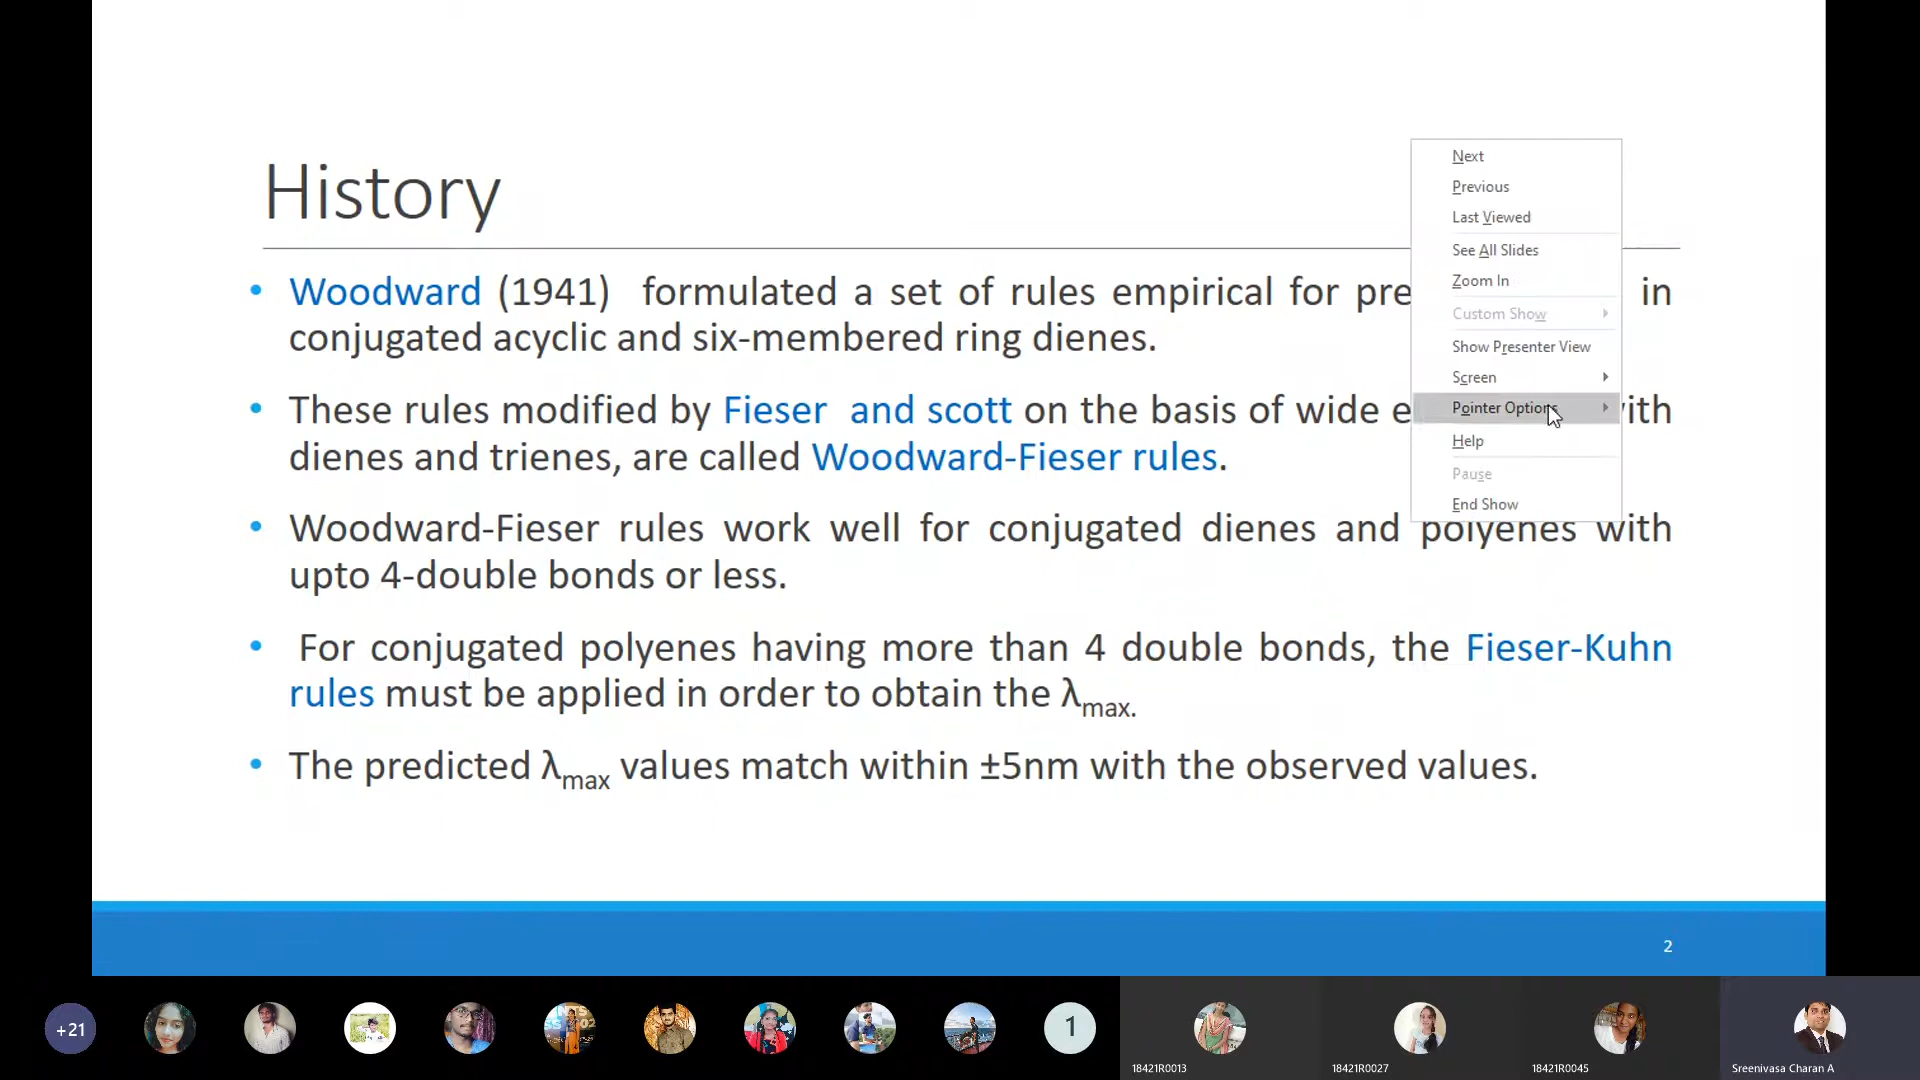 History
• Woodward (1941) formulated a set of rules empirical for pre in
conjugated acyclic and six-membered ring dienes.
• These rules modified by Fieser and scott on the basis of wide e ith
dienes and trienes, are called Woodward-Fieser rules.
• Woodward-Fieser rules work well for conjugated dienes and polyenes with
upto 4-double bonds or less.
• For conjugated polyenes having more than 4 double bonds, the Fieser-Kuhn
rules must be applied in order to obtain the λmax.
• The predicted λmax values match within ±5nm with the observed values.
Next
Previous
Last Viewed
See All Slides
Zoom In
Custom Show
Show Presenter View
Screen
Pointer Options
Help
Pause
End Show
2
+21
1
18421R0013
18421R0027
18421R0045
Sreenivasa Charan A